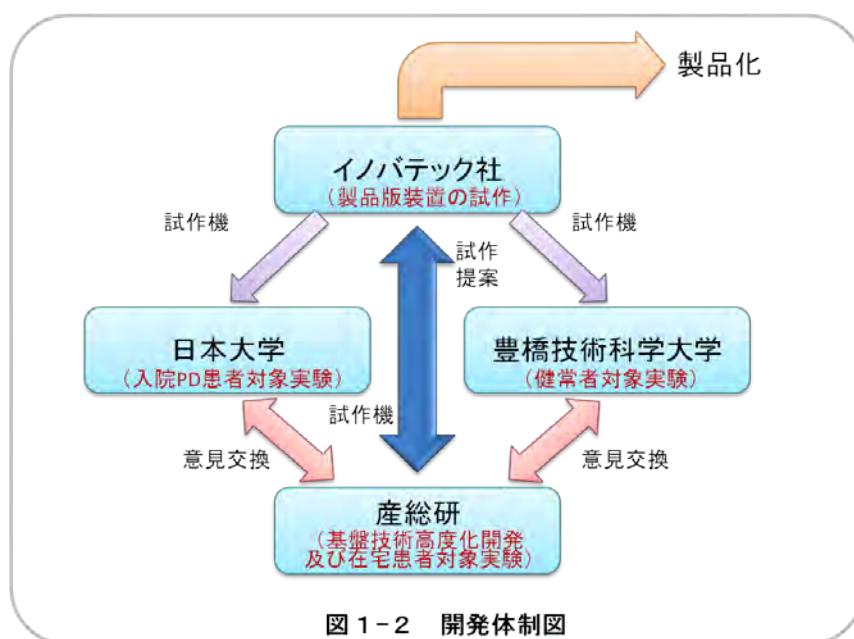 製品化
イノバテック社
（製品版装置の試作）
試作機
試作機
試作
提案
日本大学
（入院PD患者対象実験）
豊橋技術科学大学
（健常者対象実験）
試作機
意見交換
意見交換
産総研
（基盤技術高度化開発
及び在宅患者対象実験）
図１−２　開発体制図